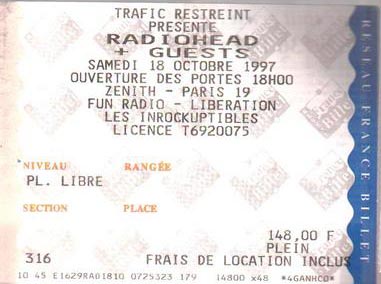 TRAFIC RESTREINT
PRESENTE
RADIOHEAD
+ GUESTS
SAMEDI 18 OCTOBRE 1997
OUVERTURE DES PORTES 18H00
ZENITH - PARIS 19
FUN RADIO - LIBERATION
LES INROCKUPTIBLES
LICENCE T6920075
NIVEAU RANGÉE
PL. LIBRE
SECTION PLACE
148,00 F
PLEIN
316 FRAIS DE LOCATION INCLUS
10 45 E1629RA01810 0725323 179 14800 x48 *4GANHCO*
RESEAU FRANCE BILLET